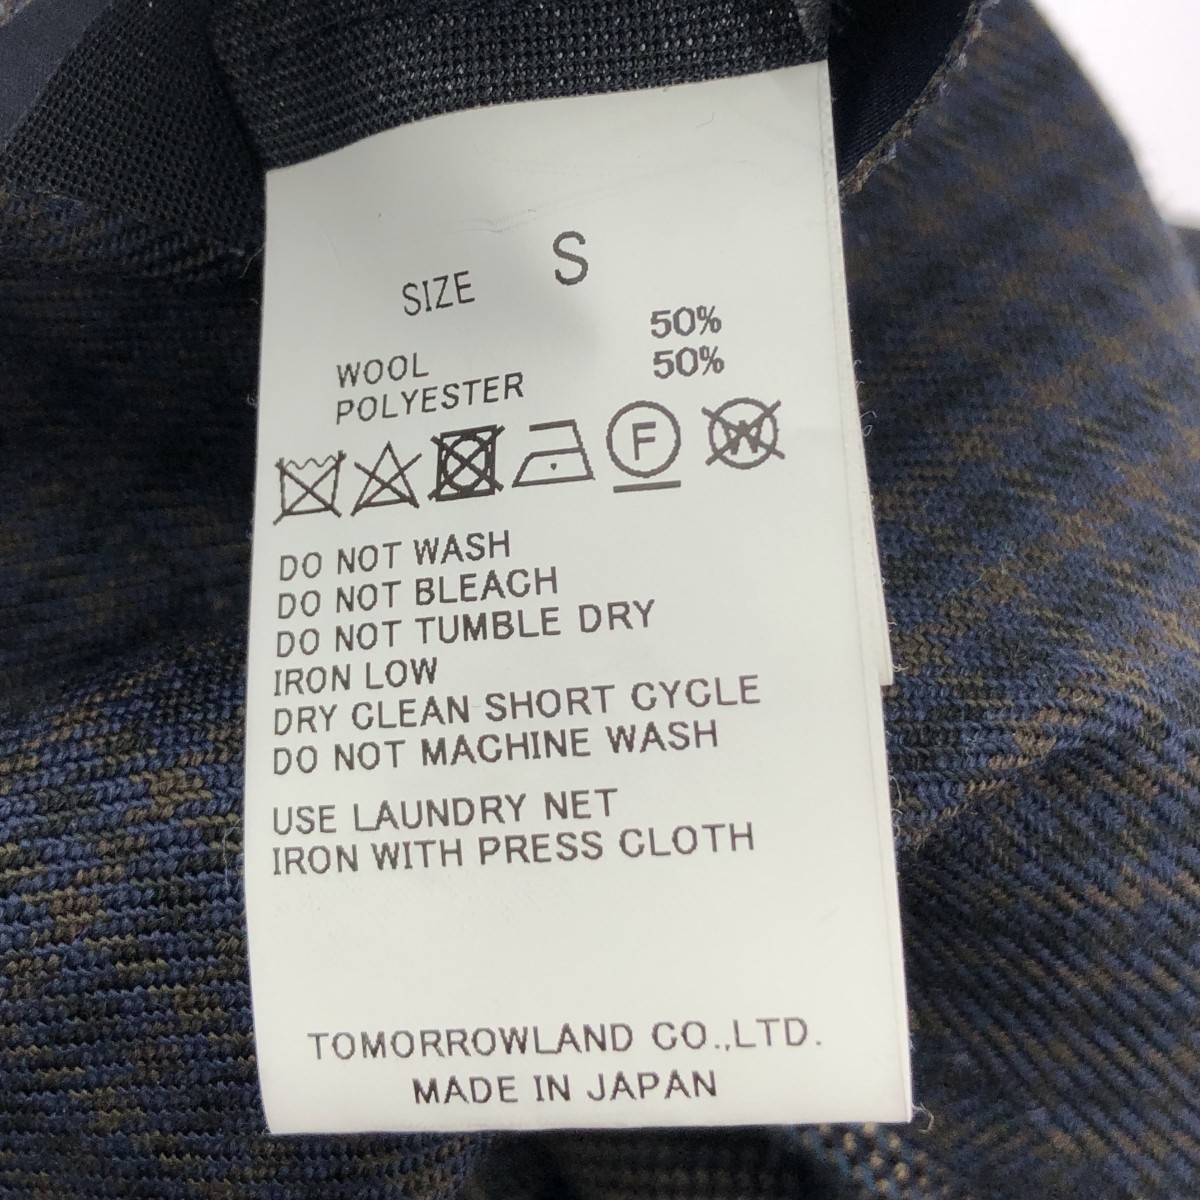 SIZE S
WOOL 50%
POLYESTER 50%
F W
DO NOT WASH
DO NOT BLEACH
DO NOT TUMBLE DRY
IRON LOW
DRY CLEAN SHORT CYCLE
DO NOT MACHINE WASH
USE LAUNDRY NET
IRON WITH PRESS CLOTH
TOMORROWLAND CO.,LTD.
MADE IN JAPAN